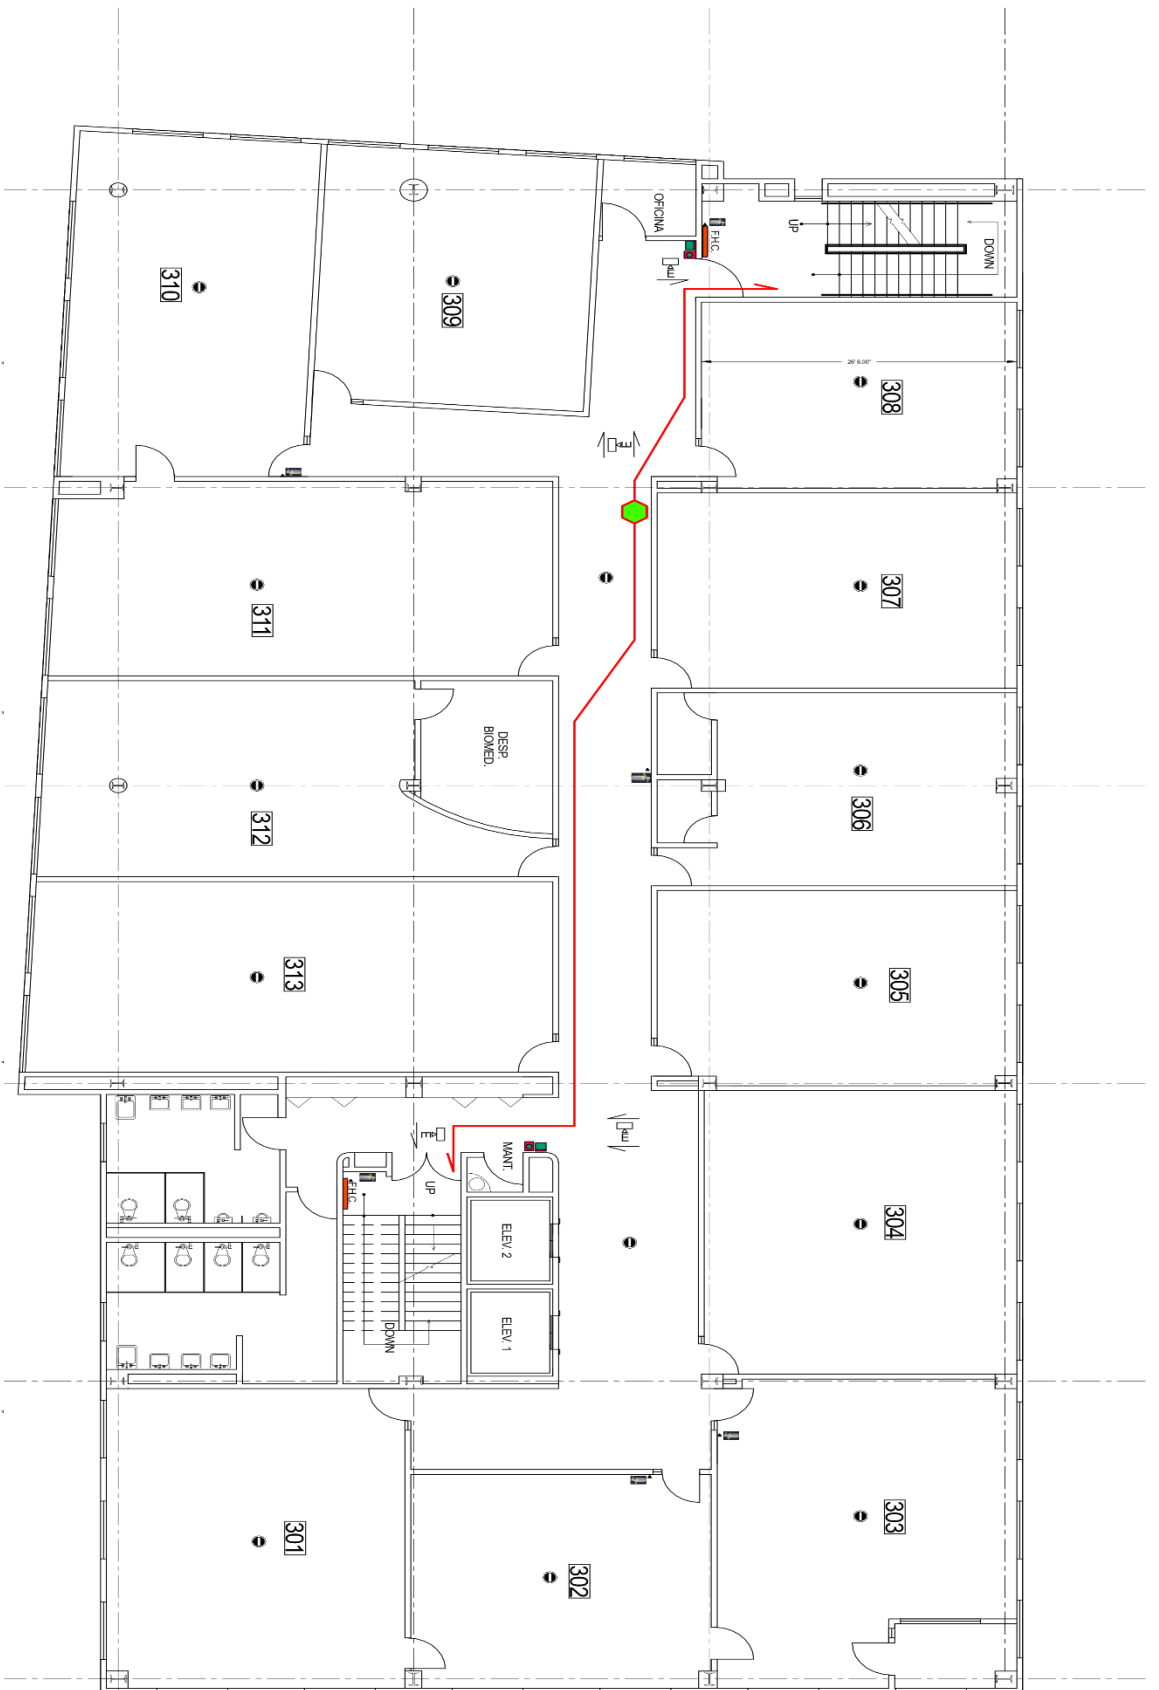 OFICINA
F.H.C.
UP
DOWN
E
310
309
26' 6.00"
308
E
311
307
DESP.
BIOMED.
312
306
313
305
E
E
MANT.
UP
F.H.C.
304
ELEV. 2
ELEV. 1
DOWN
301
302
303